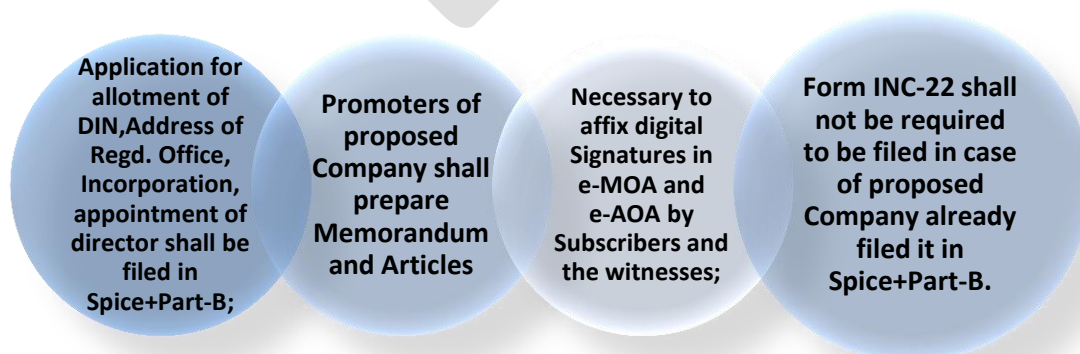 Application for
allotment of
DIN,Address of
Regd. Office,
Incorporation,
appointment of
director shall be
filed in
Spice+Part-B;
Promoters of
proposed
Company shall
prepare
Memorandum
and Articles
Necessary to
affix digital
Signatures in
e-MOA and
e-AOA by
Subscribers and
the witnesses;
Form INC-22 shall
not be required
to be filed in case
of proposed
Company already
filed it in
Spice+Part-B.